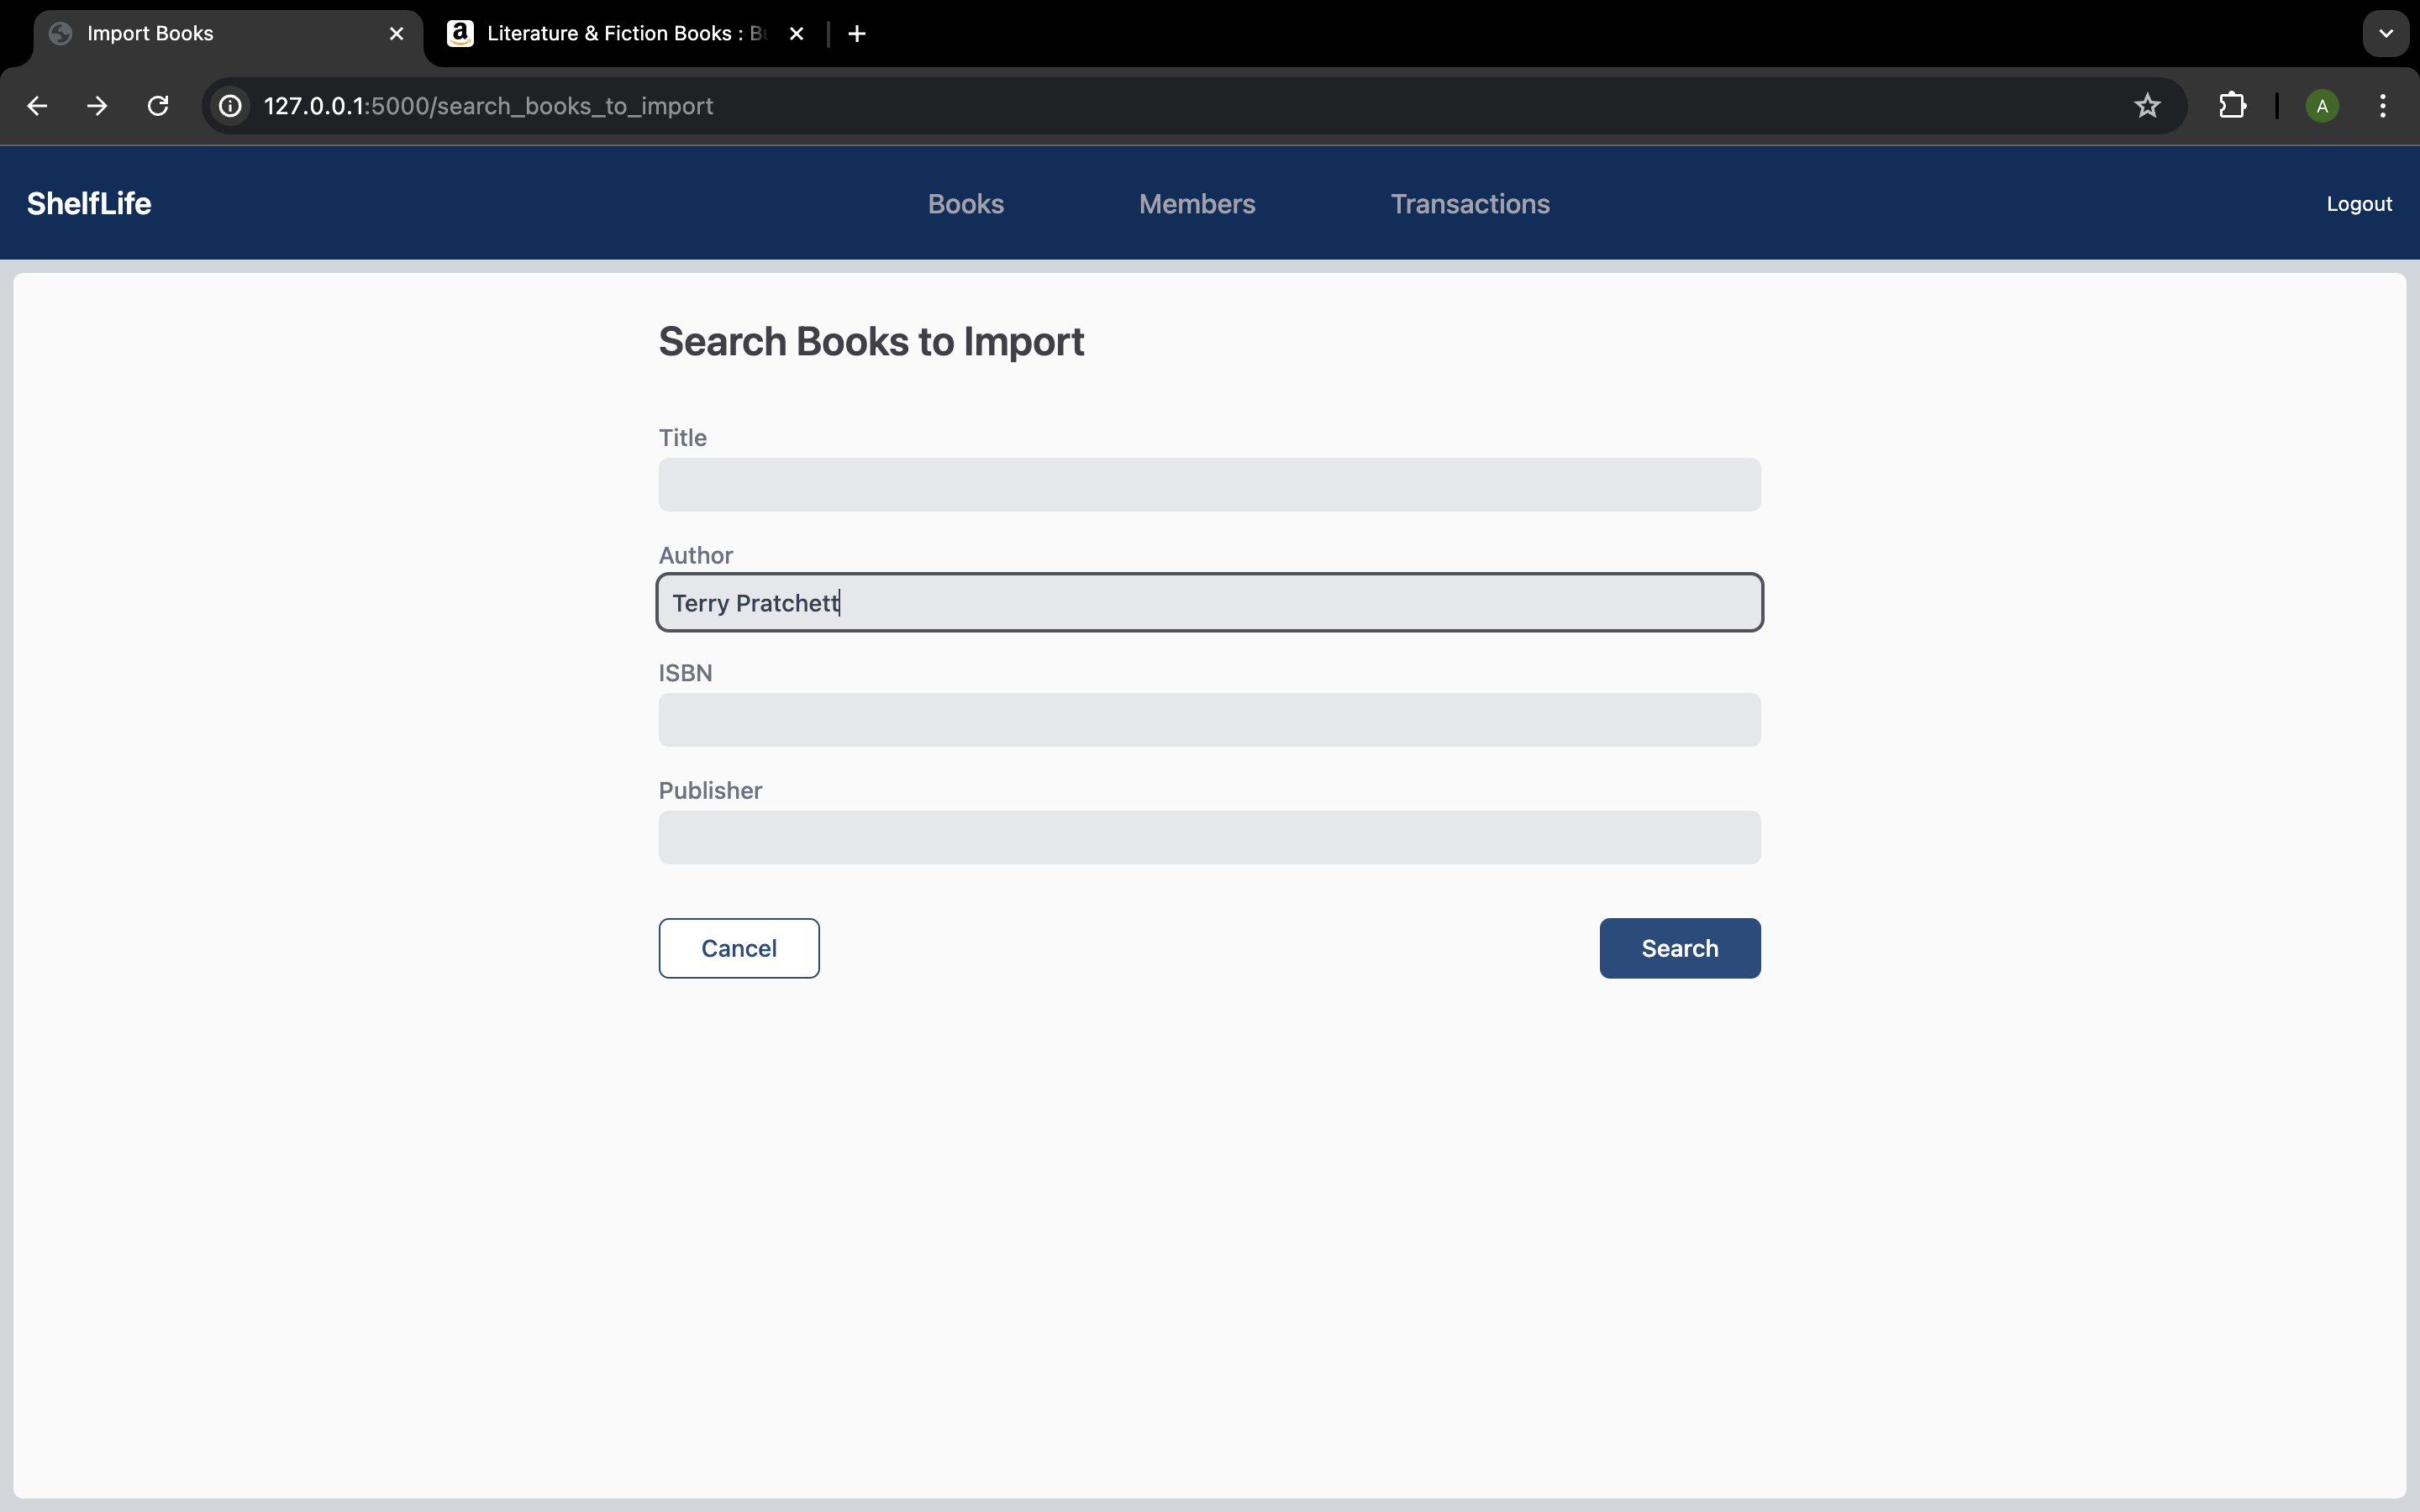 Import Books
Literature & Fiction Books :
127.0.0.1:5000/search_books_to_import
A
ShelfLife
Books
Members
Transactions
Logout
Search Books to Import
Title
Author
Terry Pratchett
ISBN
Publisher
Cancel
Search